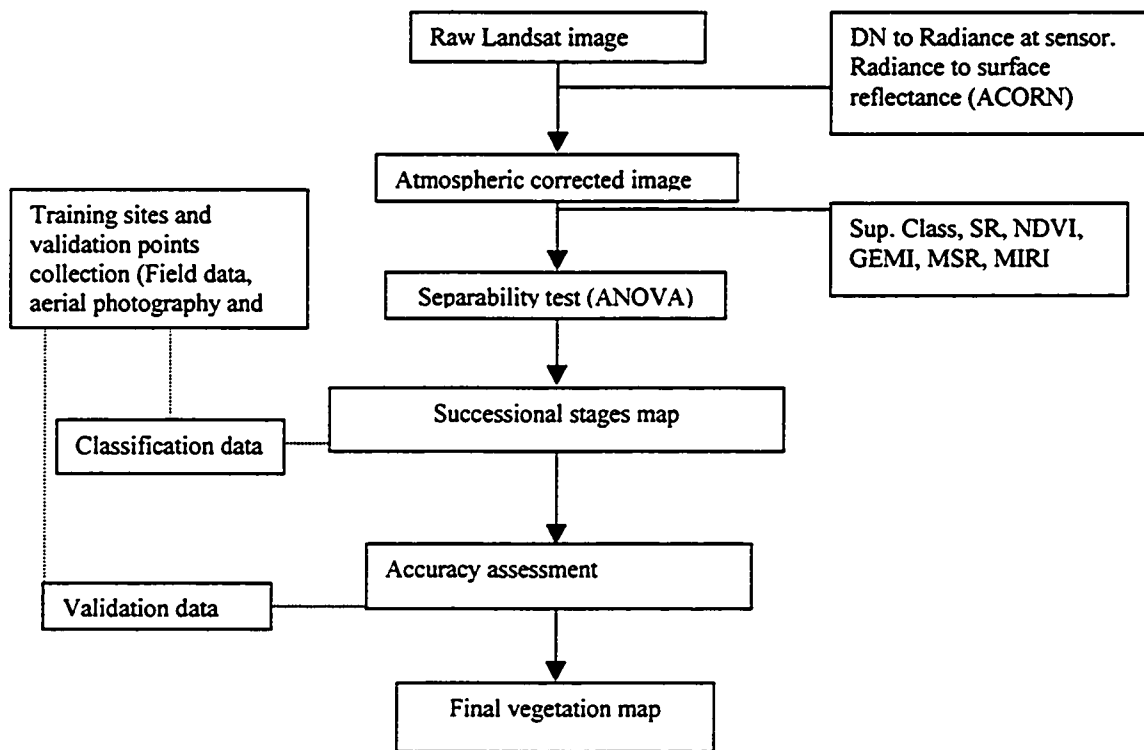 Raw Landsat image
DN to Radiance at sensor.
Radiance to surface
reflectance (ACORN)
Atmospheric corrected image
Training sites and
validation points
collection (Field data,
aerial photography and
Sup. Class, SR, NDVI,
GEMI, MSR, MIRI
Separability test (ANOVA)
Successional stages map
Classification data
Accuracy assessment
Validation data
Final vegetation map